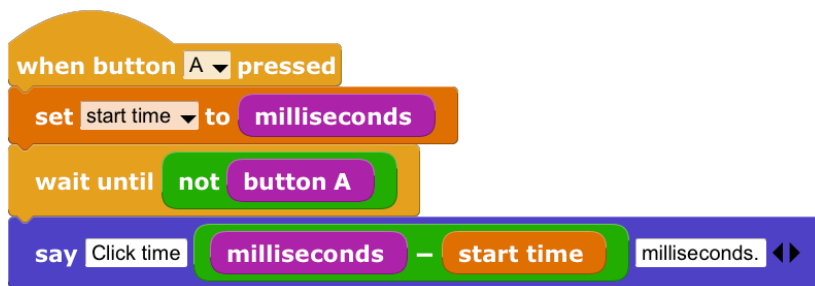 when button A pressed
set start time to milliseconds
wait until not button A
say Click time milliseconds – start time milliseconds.